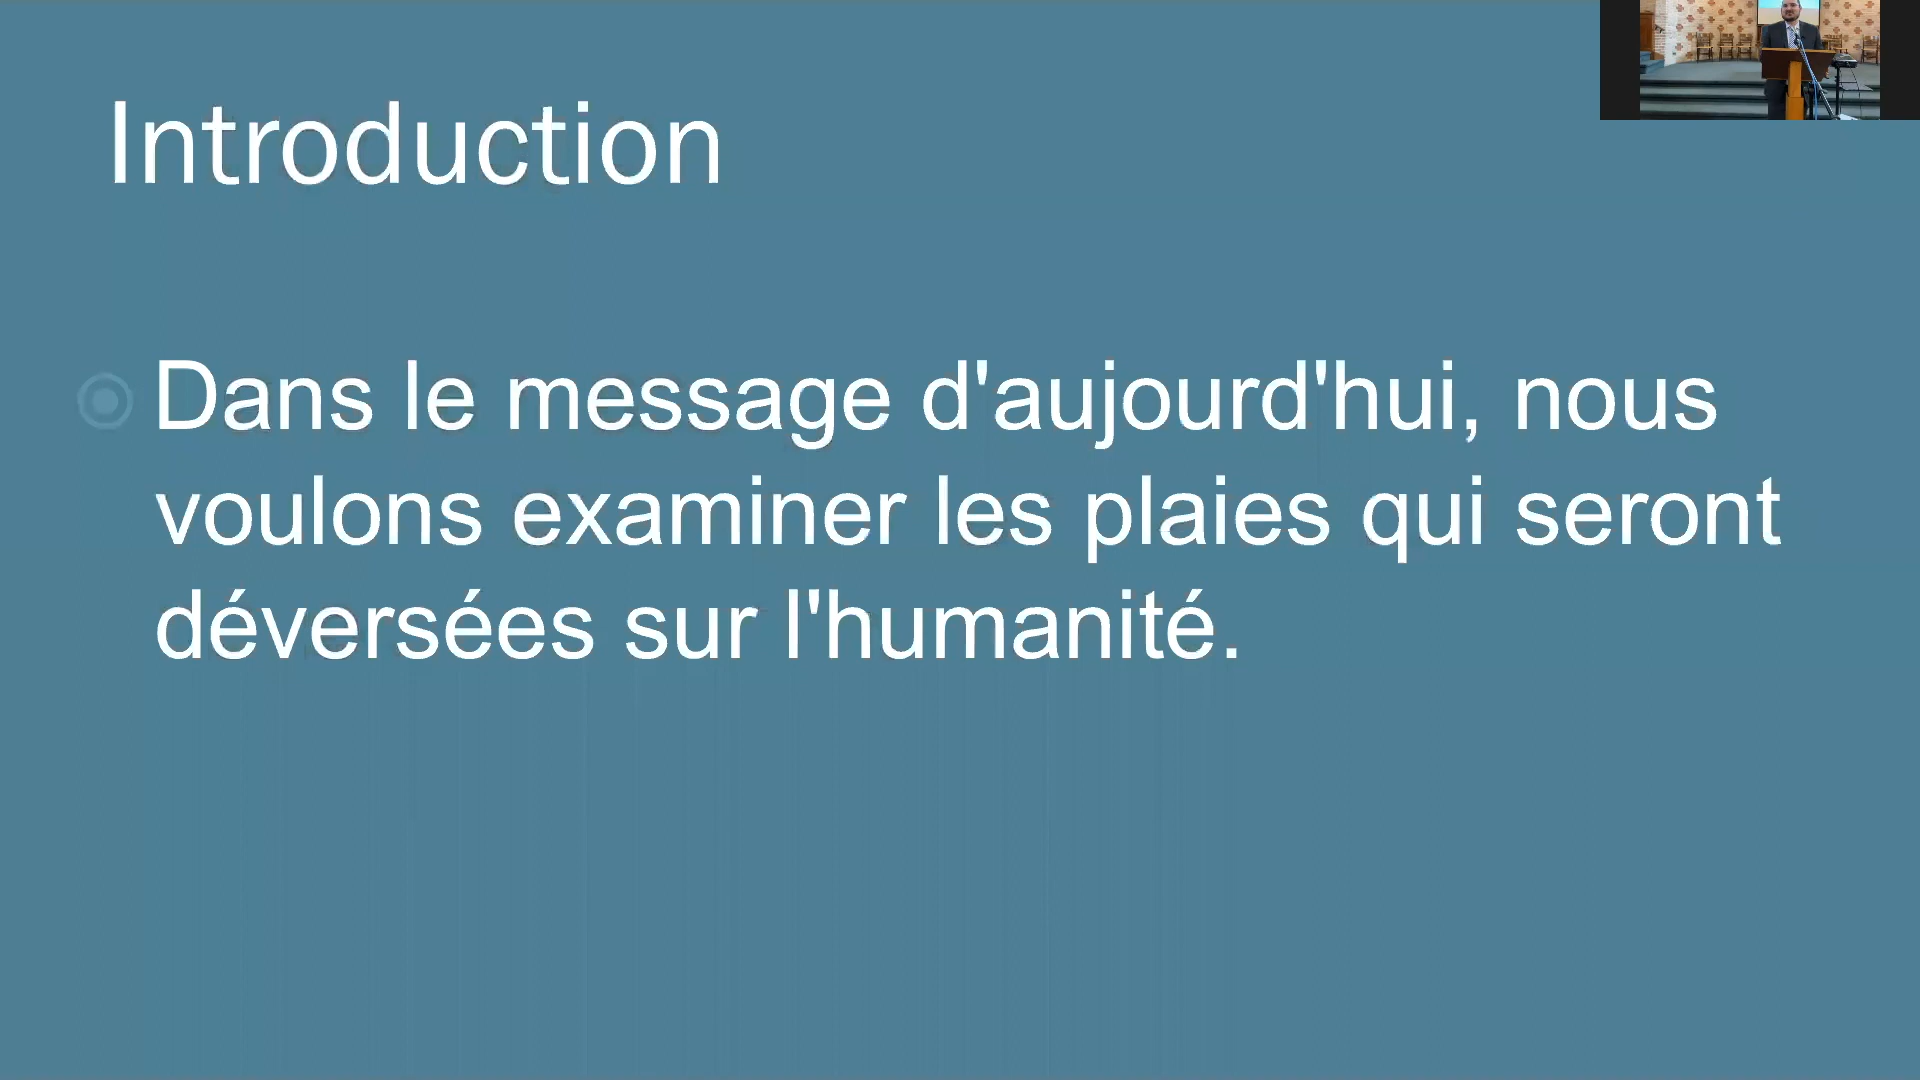 Introduction
Dans le message d'aujourd'hui, nous
voulons examiner les plaies qui seront
déversées sur l'humanité.